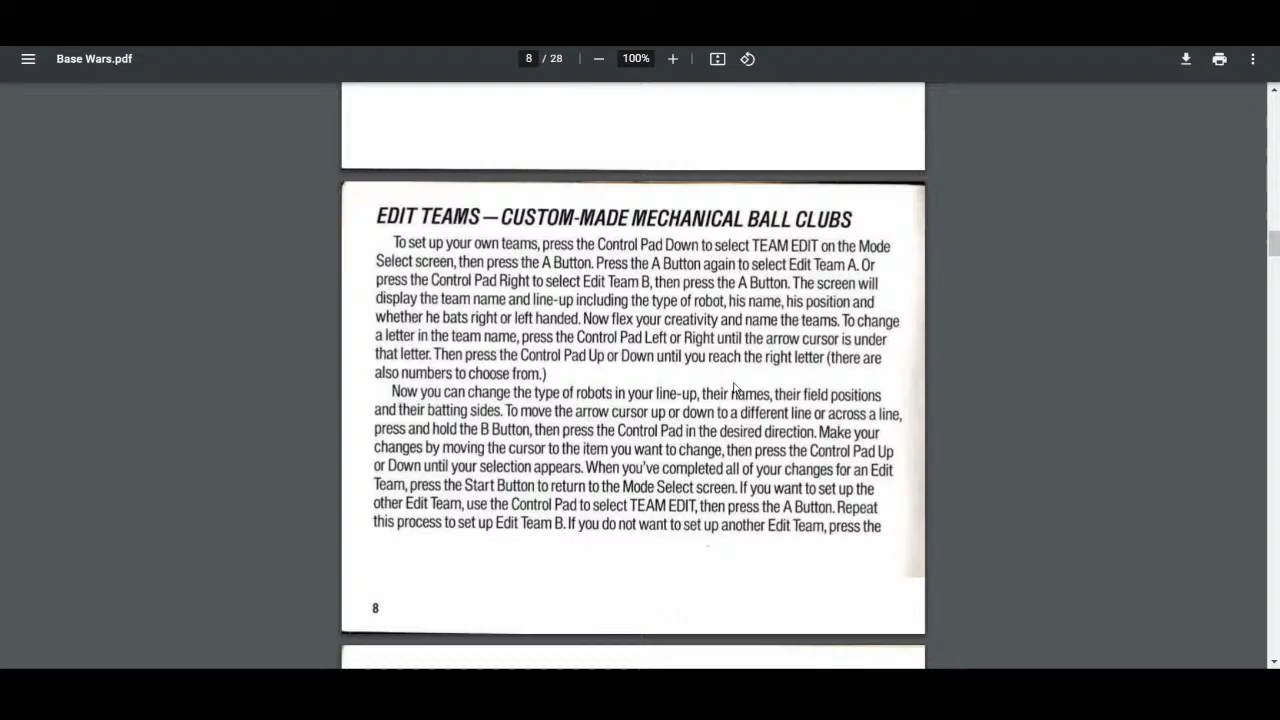 Base Wars.pdf
8 / 28
100%
EDIT TEAMS — CUSTOM-MADE MECHANICAL BALL CLUBS
To set up your own teams, press the Control Pad Down to select TEAM EDIT on the Mode
Select screen, then press the A Button. Press the A Button again to select Edit Team A. Or
press the Control Pad Right to select Edit Team B, then press the A Button. The screen will
display the team name and line-up including the type of robot, his name, his position and
whether he bats right or left handed. Now flex your creativity and name the teams. To change
a letter in the team name, press the Control Pad Left or Right until the arrow cursor is under
that letter. Then press the Control Pad Up or Down until you reach the right letter (there are
also numbers to choose from.)
Now you can change the type of robots in your line-up, their names, their field positions
and their batting sides. To move the arrow cursor up or down to a different line or across a line,
press and hold the B Button, then press the Control Pad in the desired direction. Make your
changes by moving the cursor to the item you want to change, then press the Control Pad Up
or Down until your selection appears. When you've completed all of your changes for an Edit
Team, press the Start Button to return to the Mode Select screen. If you want to set up the
other Edit Team, use the Control Pad to select TEAM EDIT, then press the A Button. Repeat
this process to set up Edit Team B. If you do not want to set up another Edit Team, press the
8